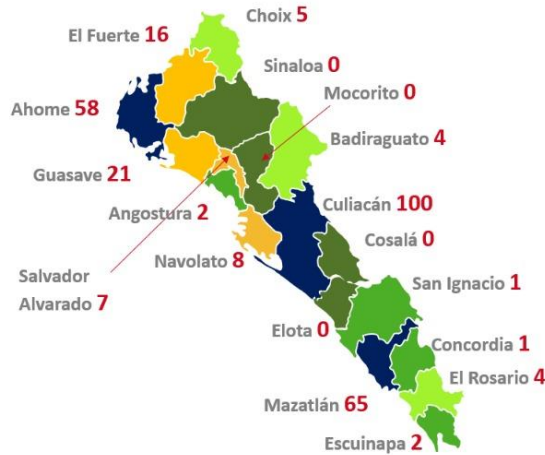 Choix 5
El Fuerte 16
Sinaloa 0
Mocorito 0
Ahome 58
Badiraguato 4
Guasave 21
Angostura 2
Culiacán 100
Cosalá 0
Navolato 8
Salvador
Alvarado 7
San Ignacio 1
Elota 0
Concordia 1
El Rosario 4
Mazatlán 65
Escuinapa 2